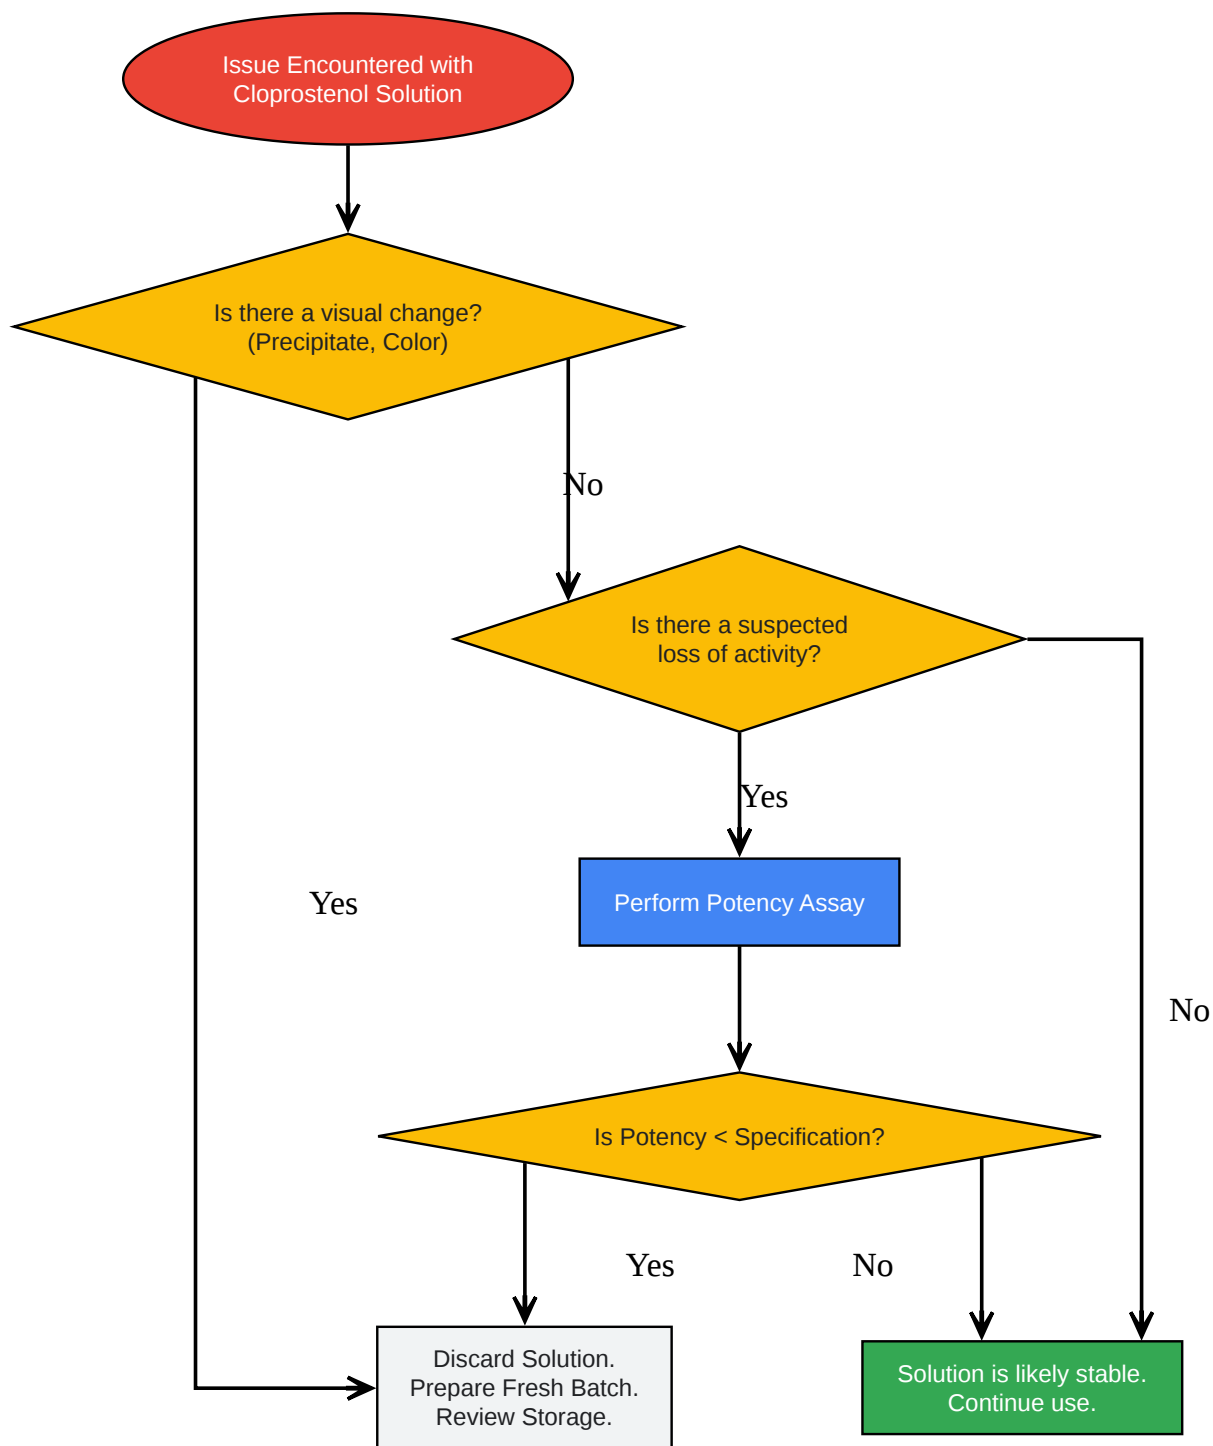 Issue Encountered with
Cloprostenol Solution
Is there a visual change?
(Precipitate, Color)
No
Is there a suspected
loss of activity?
Yes
Perform Potency Assay
Yes
No
Is Potency < Specification?
Yes
No
Discard Solution.
Prepare Fresh Batch.
Review Storage.
Solution is likely stable.
Continue use.